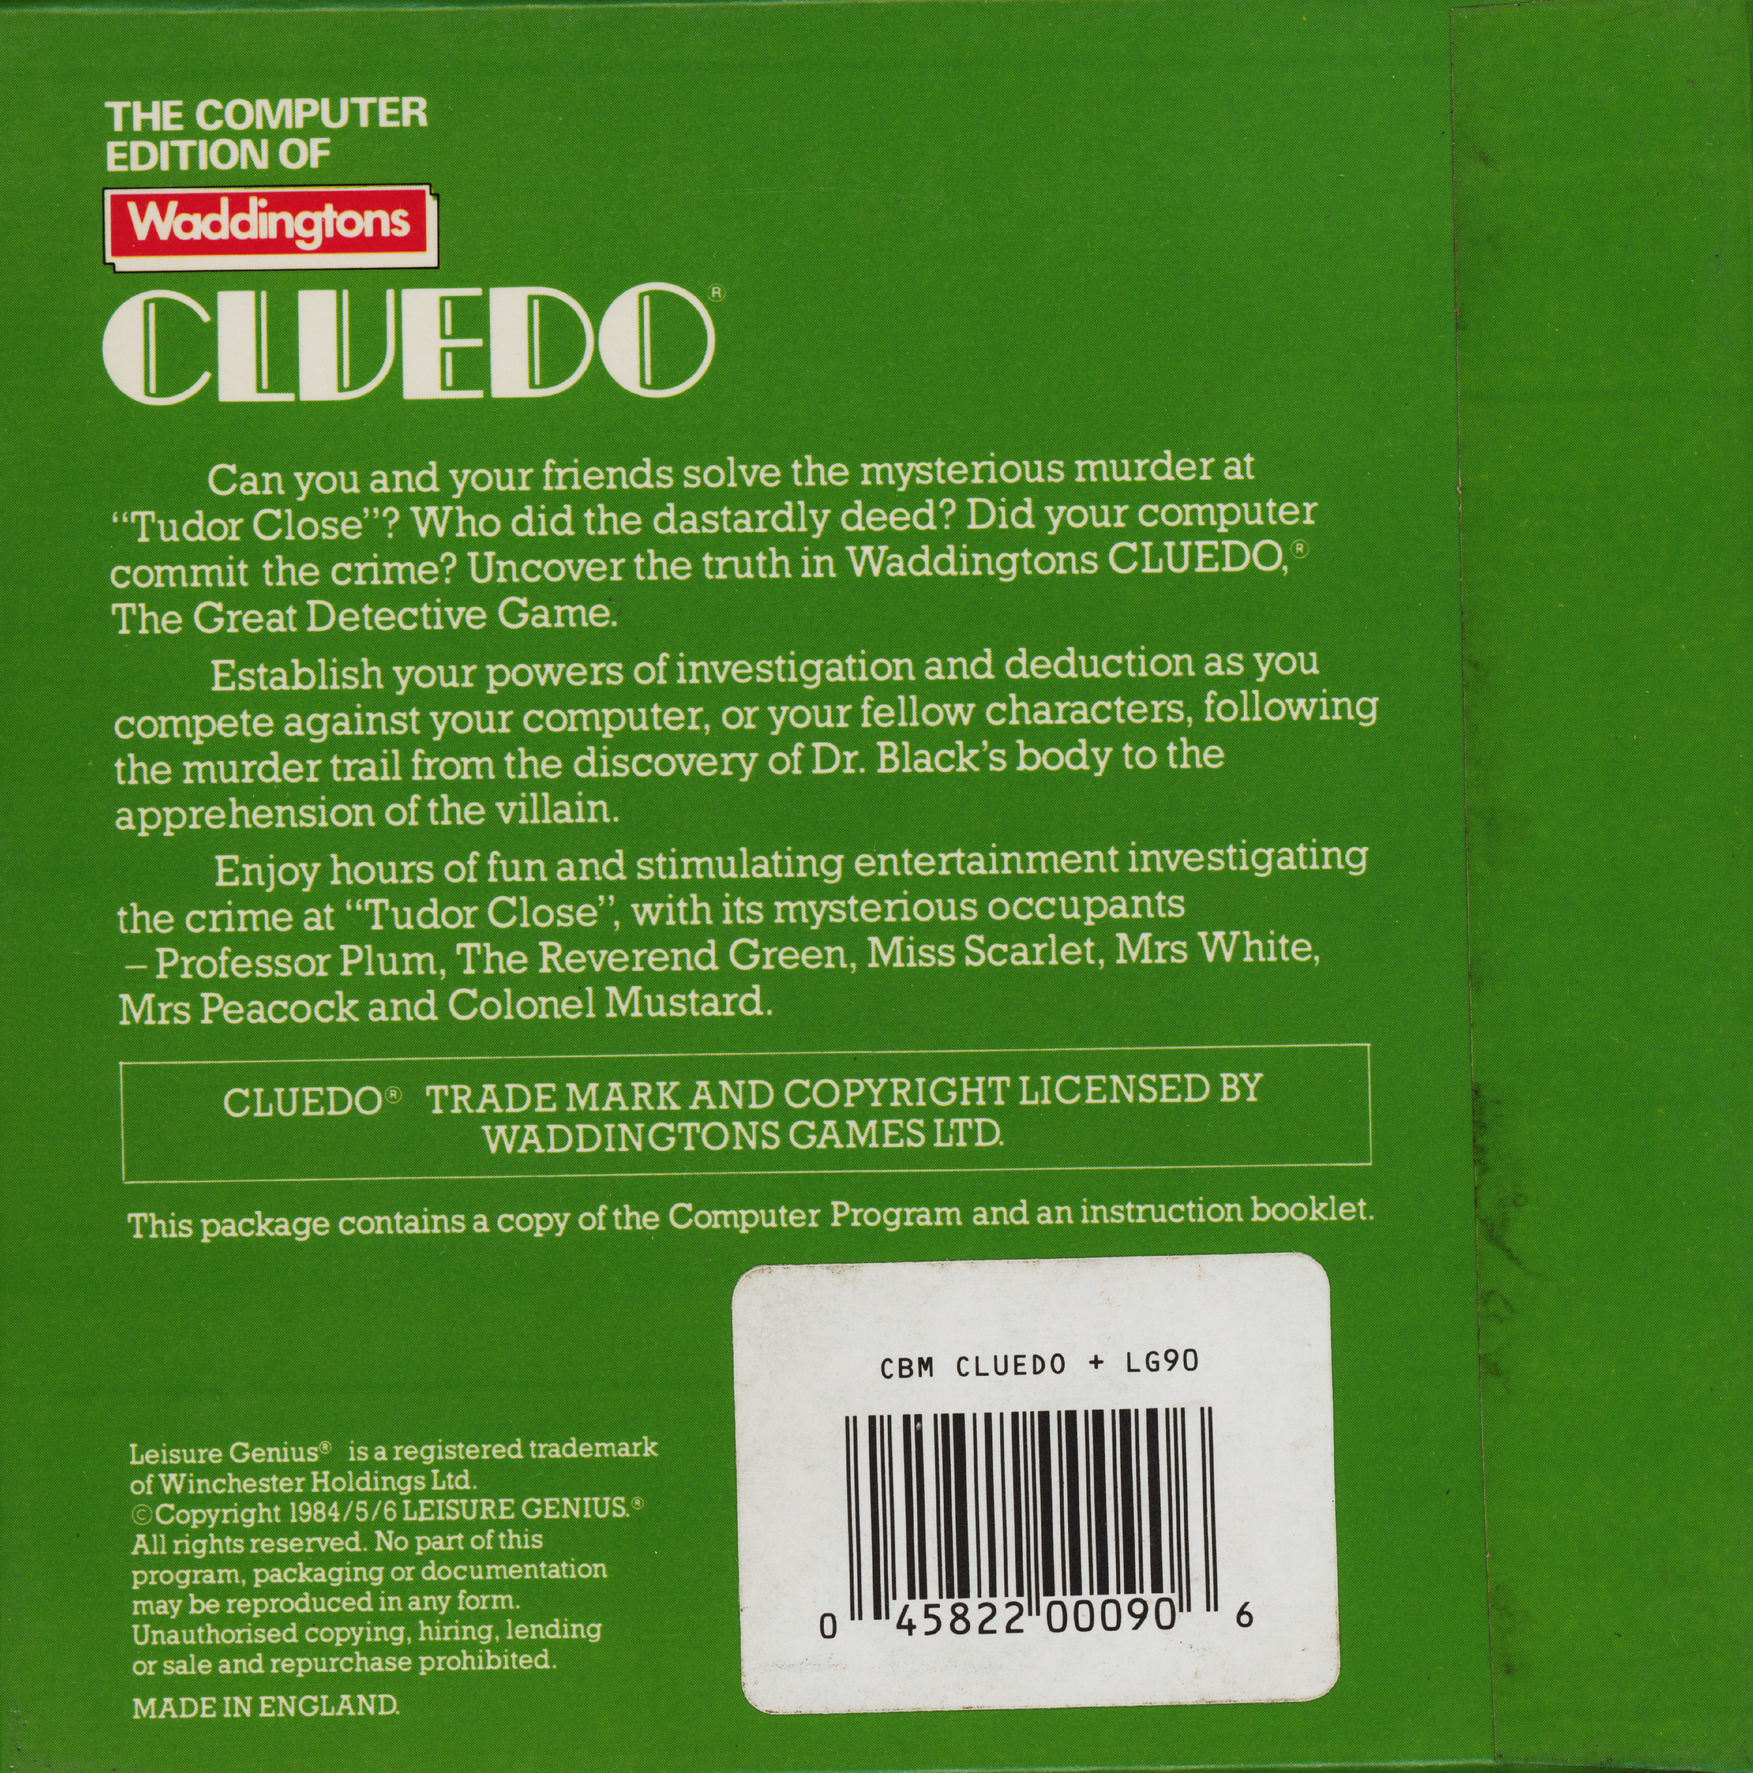 THE COMPUTER
EDITION OF
Waddingtons
CLUEDO®
Can you and your friends solve the mysterious murder at
“Tudor Close”? Who did the dastardly deed? Did your computer
commit the crime? Uncover the truth in Waddingtons CLUEDO,®
The Great Detective Game.
Establish your powers of investigation and deduction as you
compete against your computer, or your fellow characters, following
the murder trail from the discovery of Dr. Black’s body to the
apprehension of the villain.
Enjoy hours of fun and stimulating entertainment investigating
the crime at “Tudor Close”, with its mysterious occupants
– Professor Plum, The Reverend Green, Miss Scarlet, Mrs White,
Mrs Peacock and Colonel Mustard.
CLUEDO® TRADE MARK AND COPYRIGHT LICENSED BY
WADDINGTONS GAMES LTD.
This package contains a copy of the Computer Program and an instruction booklet.
CBM CLUEDO + LG90
0 45822 00090 6
Leisure Genius® is a registered trademark
of Winchester Holdings Ltd.
©Copyright 1984/5/6 LEISURE GENIUS.®
All rights reserved. No part of this
program, packaging or documentation
may be reproduced in any form.
Unauthorised copying, hiring, lending
or sale and repurchase prohibited.
MADE IN ENGLAND.